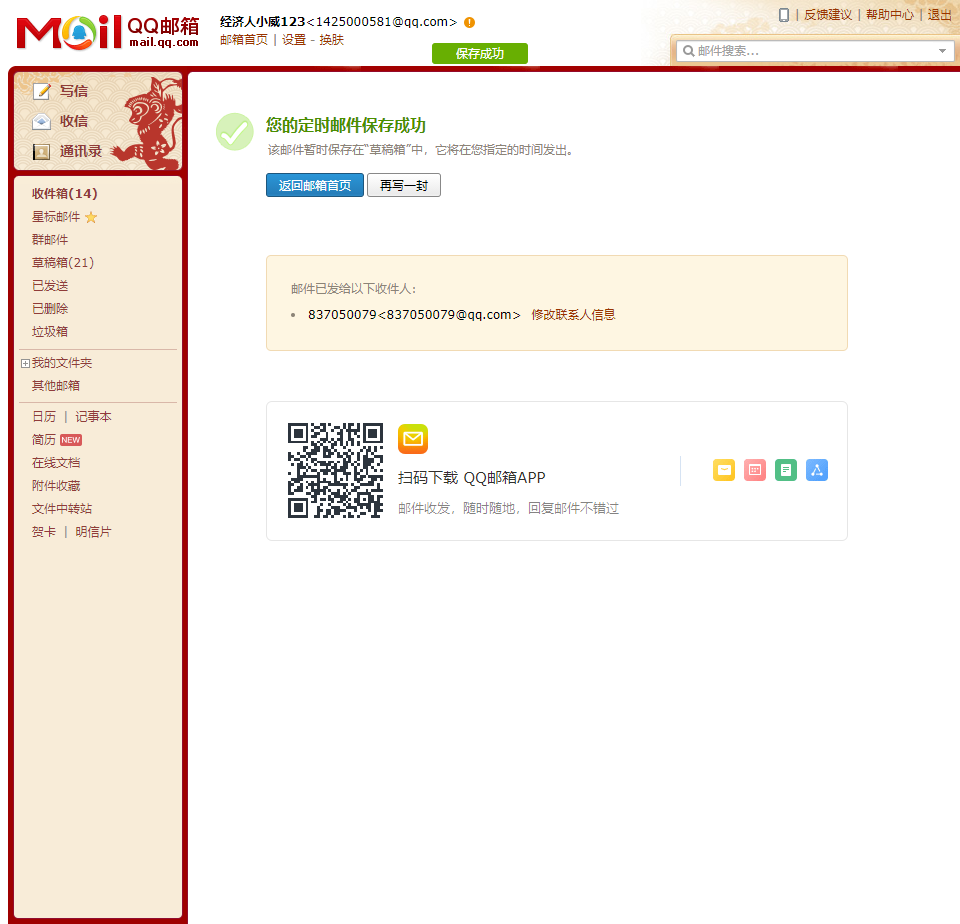 Mail QQ邮箱
mail.qq.com
经济人小威123<1425000581@qq.com>
邮箱首页 | 设置 - 换肤
保存成功
| 反馈建议 | 帮助中心 | 退出
邮件搜索...
写信
收信
通讯录
收件箱(14)
星标邮件
群邮件
草稿箱(21)
已发送
已删除
垃圾箱
我的文件夹
其他邮箱
日历 | 记事本
简历 NEW
在线文档
附件收藏
文件中转站
贺卡 | 明信片
您的定时邮件保存成功
该邮件暂时保存在“草稿箱”中，它将在您指定的时间发出。
返回邮箱首页 再写一封
邮件已发给以下收件人：
• 837050079<837050079@qq.com> 修改联系人信息
扫码下载 QQ邮箱APP
邮件收发，随时随地，回复邮件不错过